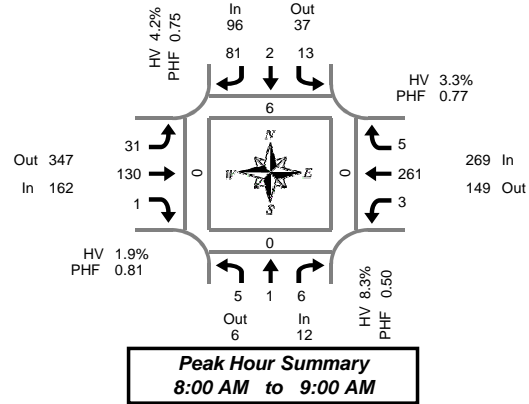 HV 4.2%
PHF 0.75
In
96
Out
37
81 2 13
HV 3.3%
PHF 0.77
6
31
130
1
Out 347
In 162
0
N
W E
S
0
5
261
3
269 In
149 Out
HV 1.9%
PHF 0.81
0
5 1 6
Out
6
In
12
HV 8.3%
PHF 0.50
Peak Hour Summary
8:00 AM to 9:00 AM